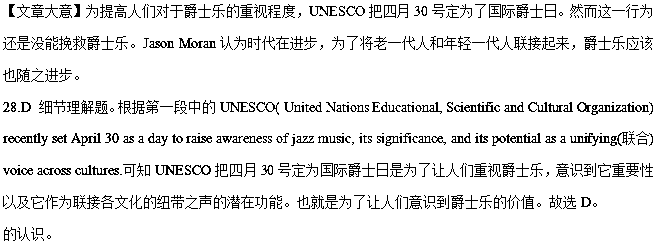 【文章大意】为提高人们对于爵士乐的重视程度，UNESCO 把四月 30 号定为了国际爵士日。然而这一行为
还是没能挽救爵士乐。Jason Moran 认为时代在进步，为了将老一代人和年轻一代人联接起来，爵士乐应该
也随之进步。
28.D 细节理解题。根据第一段中的 UNESCO( United Nations Educational, Scientific and Cultural Organization)
recently set April 30 as a day to raise awareness of jazz music, its significance, and its potential as a unifying(联合)
voice across cultures.可知 UNESCO 把四月 30 号定为国际爵士日是为了让人们重视爵士乐，意识到它重要性
以及它作为联接各文化的纽带之声的潜在功能。也就是为了让人们意识到爵士乐的价值。故选 D。
的认识。